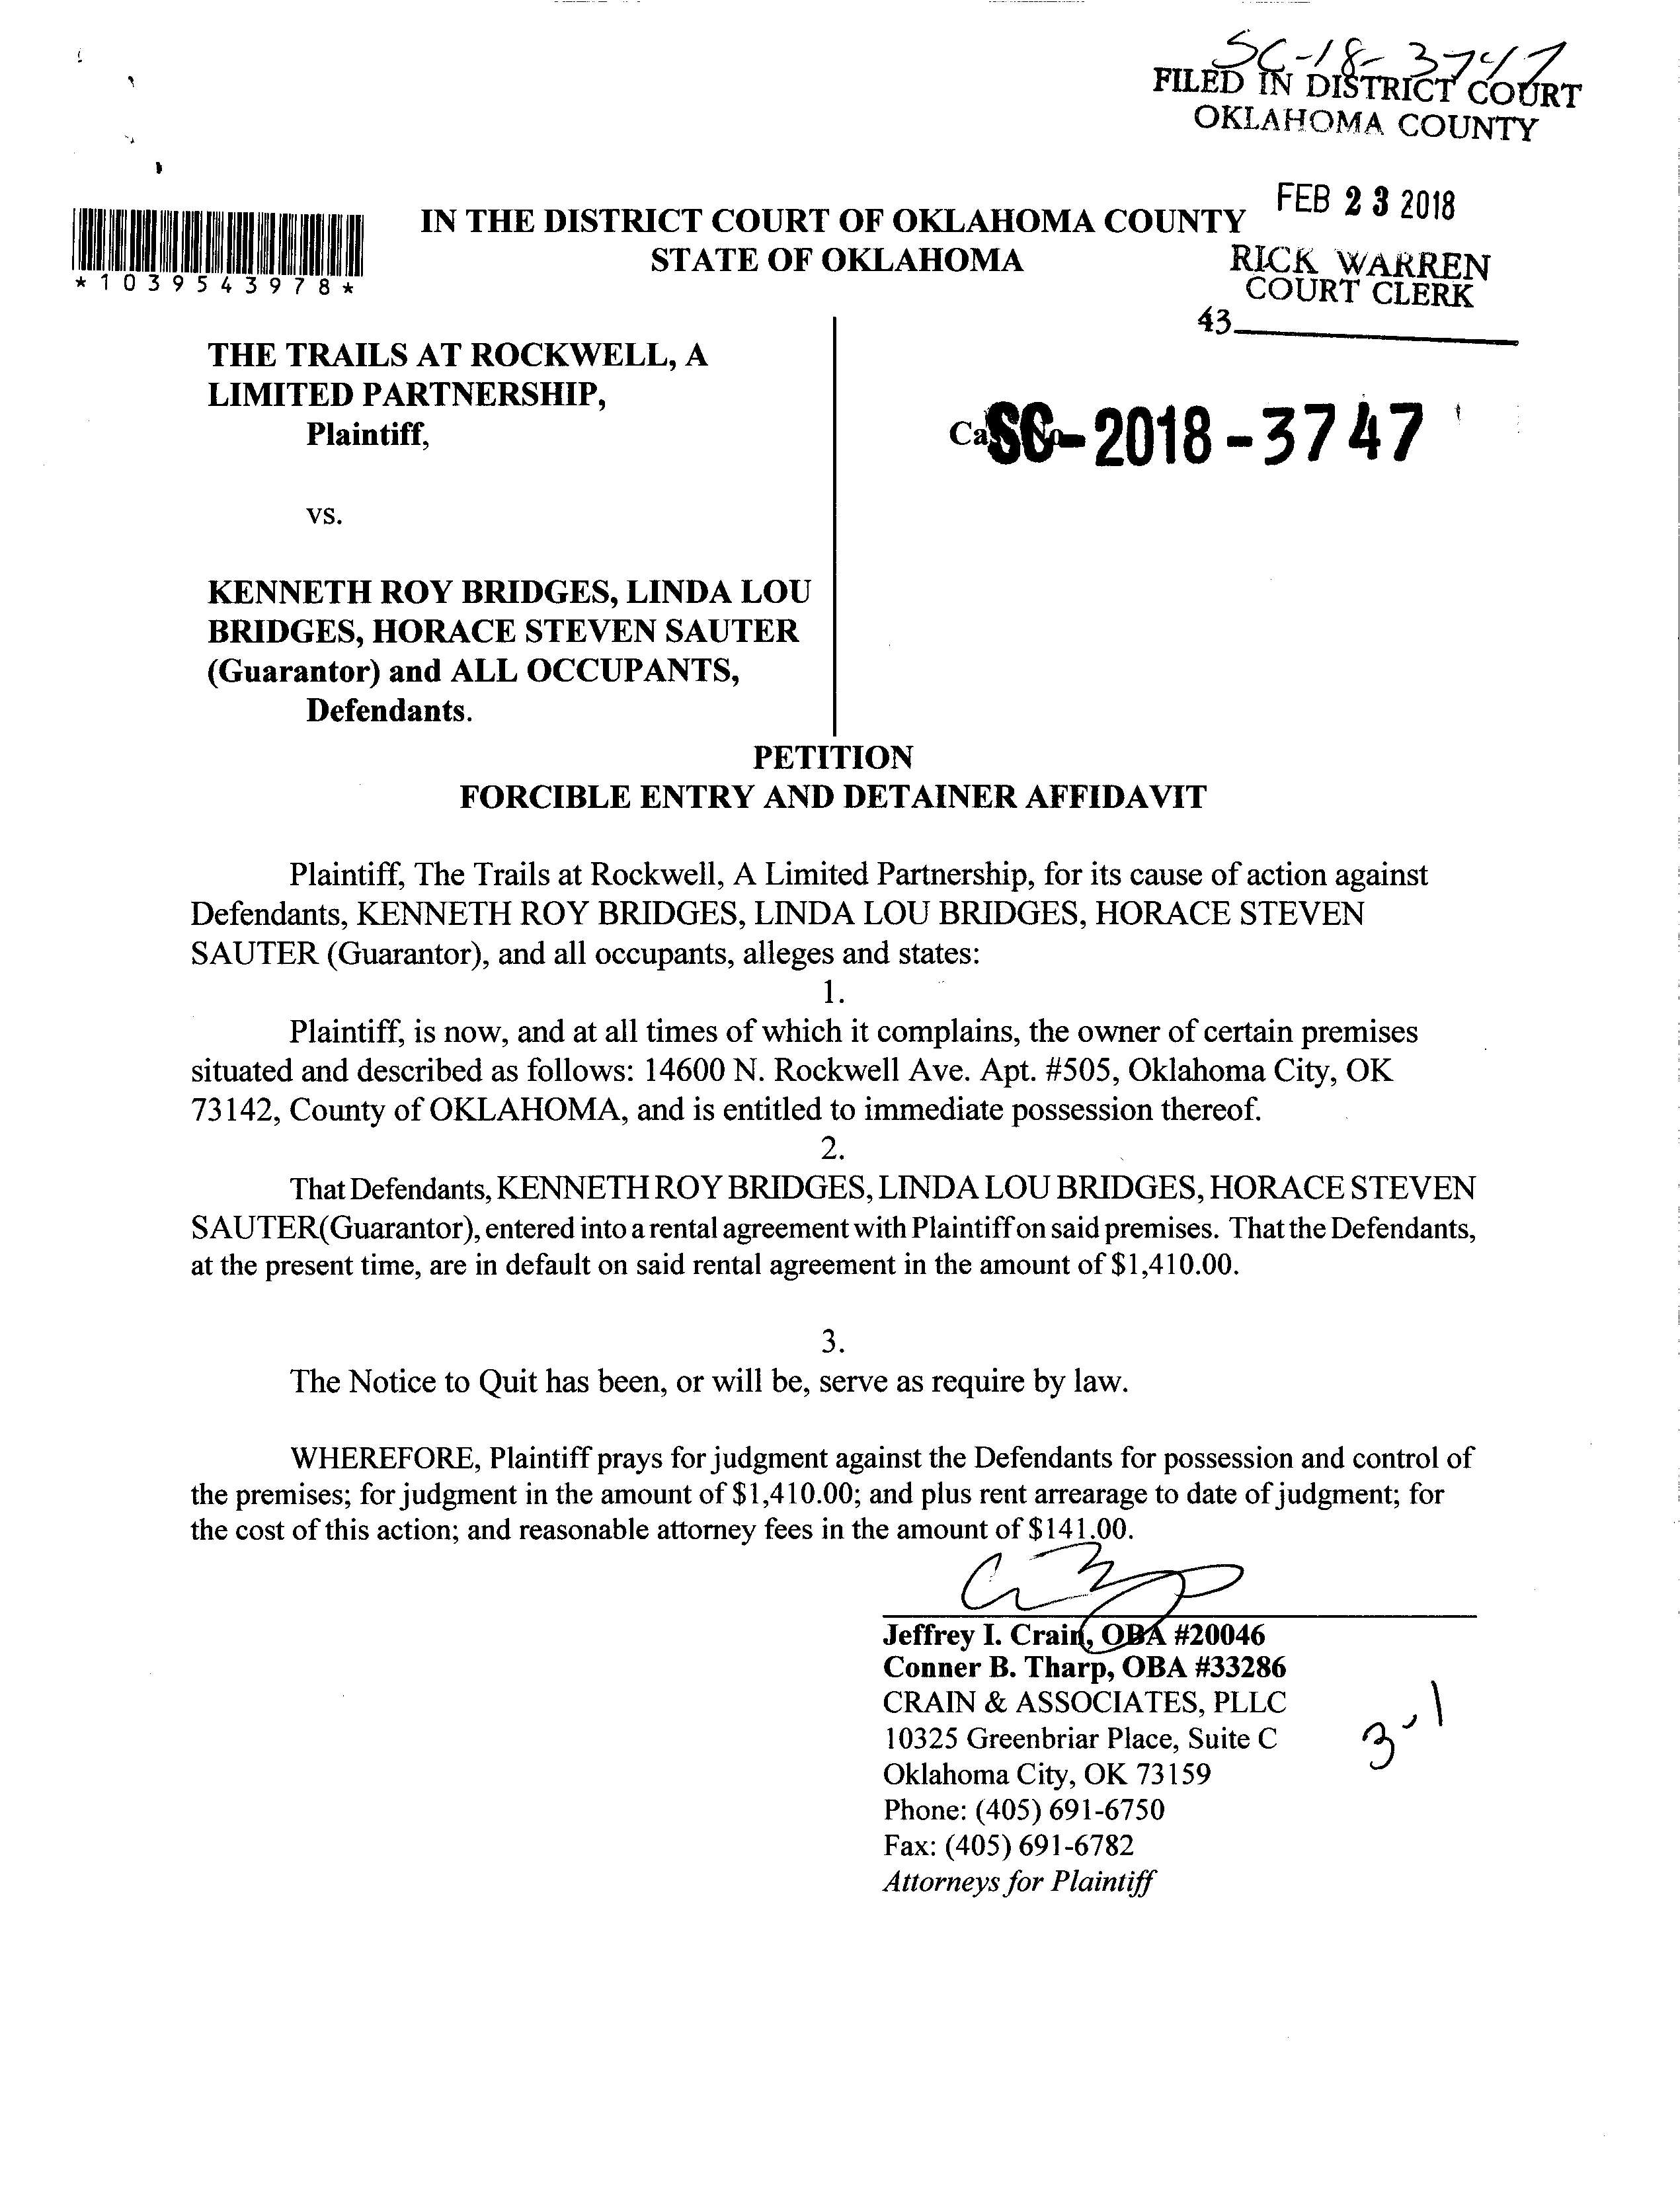 SC-18-3747
FILED IN DISTRICT COURT
OKLAHOMA COUNTY
FEB 23 2018
RICK WARREN
COURT CLERK
43
*1039543978*
IN THE DISTRICT COURT OF OKLAHOMA COUNTY
STATE OF OKLAHOMA
THE TRAILS AT ROCKWELL, A
LIMITED PARTNERSHIP,
Plaintiff,
SC-2018-3747
vs.
KENNETH ROY BRIDGES, LINDA LOU
BRIDGES, HORACE STEVEN SAUTER
(Guarantor) and ALL OCCUPANTS,
Defendants.
PETITION
FORCIBLE ENTRY AND DETAINER AFFIDAVIT
Plaintiff, The Trails at Rockwell, A Limited Partnership, for its cause of action against
Defendants, KENNETH ROY BRIDGES, LINDA LOU BRIDGES, HORACE STEVEN
SAUTER (Guarantor), and all occupants, alleges and states:
1.
Plaintiff, is now, and at all times of which it complains, the owner of certain premises
situated and described as follows: 14600 N. Rockwell Ave. Apt. #505, Oklahoma City, OK
73142, County of OKLAHOMA, and is entitled to immediate possession thereof.
2.
That Defendants, KENNETH ROY BRIDGES, LINDA LOU BRIDGES, HORACE STEVEN
SAUTER(Guarantor), entered into a rental agreement with Plaintiff on said premises. That the Defendants,
at the present time, are in default on said rental agreement in the amount of $1,410.00.
3.
The Notice to Quit has been, or will be, serve as require by law.
WHEREFORE, Plaintiff prays for judgment against the Defendants for possession and control of
the premises; for judgment in the amount of $1,410.00; and plus rent arrearage to date of judgment; for
the cost of this action; and reasonable attorney fees in the amount of $141.00.
Jeffrey I. Crain, OBA #20046
Conner B. Tharp, OBA #33286
CRAIN & ASSOCIATES, PLLC
10325 Greenbriar Place, Suite C
Oklahoma City, OK 73159
Phone: (405) 691-6750
Fax: (405) 691-6782
Attorneys for Plaintiff
3-1